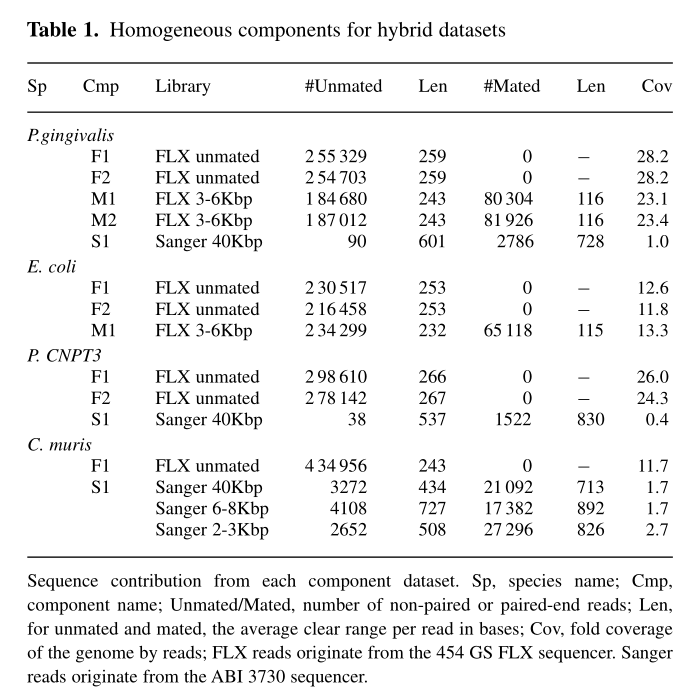 Table 1. Homogeneous components for hybrid datasets
Sp Cmp Library #Unmated Len #Mated Len Cov
P.gingivalis
F1 FLX unmated 2 55 329 259 0 – 28.2
F2 FLX unmated 2 54 703 259 0 – 28.2
M1 FLX 3-6Kbp 1 84 680 243 80 304 116 23.1
M2 FLX 3-6Kbp 1 87 012 243 81 926 116 23.4
S1 Sanger 40Kbp 90 601 2786 728 1.0
E. coli
F1 FLX unmated 2 30 517 253 0 – 12.6
F2 FLX unmated 2 16 458 253 0 – 11.8
M1 FLX 3-6Kbp 2 34 299 232 65 118 115 13.3
P. CNPT3
F1 FLX unmated 2 98 610 266 0 – 26.0
F2 FLX unmated 2 78 142 267 0 – 24.3
S1 Sanger 40Kbp 38 537 1522 830 0.4
C. muris
F1 FLX unmated 4 34 956 243 0 – 11.7
S1 Sanger 40Kbp 3272 434 21 092 713 1.7
Sanger 6-8Kbp 4108 727 17 382 892 1.7
Sanger 2-3Kbp 2652 508 27 296 826 2.7
Sequence contribution from each component dataset. Sp, species name; Cmp,
component name; Unmated/Mated, number of non-paired or paired-end reads; Len,
for unmated and mated, the average clear range per read in bases; Cov, fold coverage
of the genome by reads; FLX reads originate from the 454 GS FLX sequencer. Sanger
reads originate from the ABI 3730 sequencer.